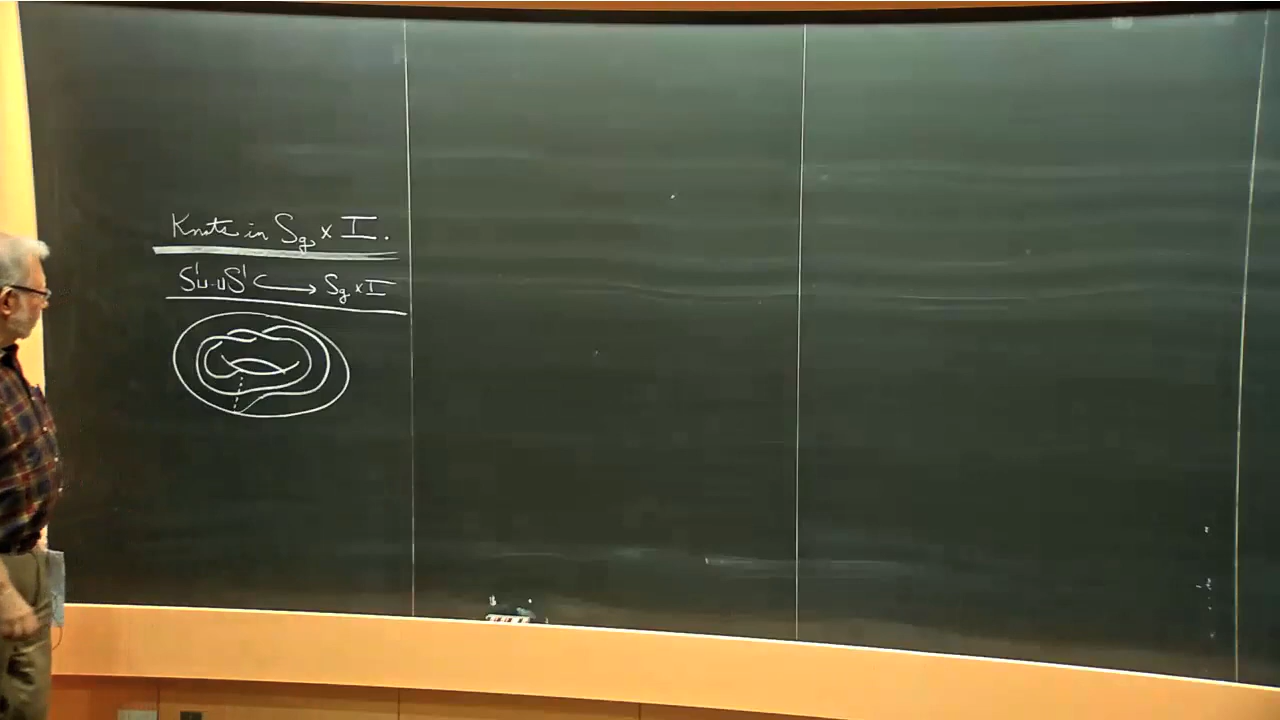 Knots in S_g × I.
S¹⊔··⊔S¹ ↪ S_g × I